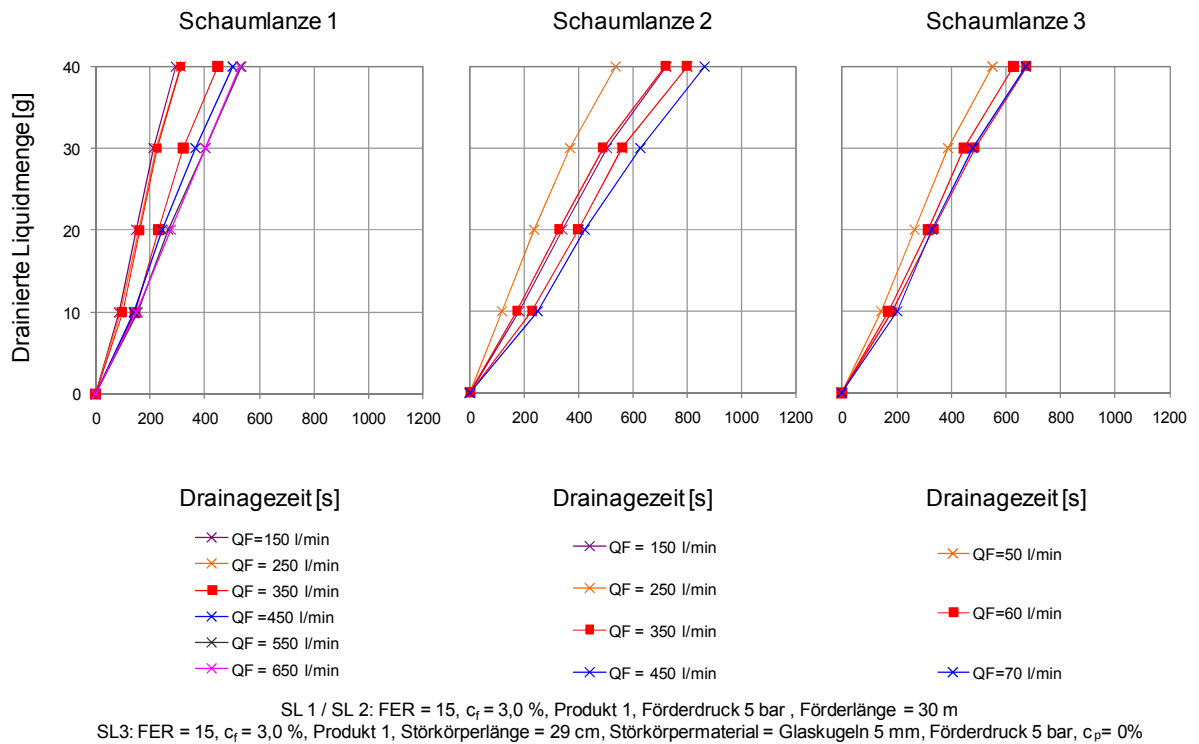 Schaumlanze 1
Schaumlanze 2
Schaumlanze 3
Drainierte Liquidmenge [g]
40
30
20
10
0
0 200 400 600 800 1000 1200
0 200 400 600 800 1000 1200
0 200 400 600 800 1000 1200
Drainagezeit [s]
Drainagezeit [s]
Drainagezeit [s]
QF=150 l/min
QF = 250 l/min
QF = 350 l/min
QF =450 l/min
QF = 550 l/min
QF = 650 l/min
QF = 150 l/min
QF = 250 l/min
QF = 350 l/min
QF = 450 l/min
QF=50 l/min
QF=60 l/min
QF=70 l/min
SL 1 / SL 2: FER = 15, cf = 3,0 %, Produkt 1, Förderdruck 5 bar , Förderlänge = 30 m
SL3: FER = 15, cf = 3,0 %, Produkt 1, Störkörperlänge = 29 cm, Störkörpermaterial = Glaskugeln 5 mm, Förderdruck 5 bar, cP= 0%